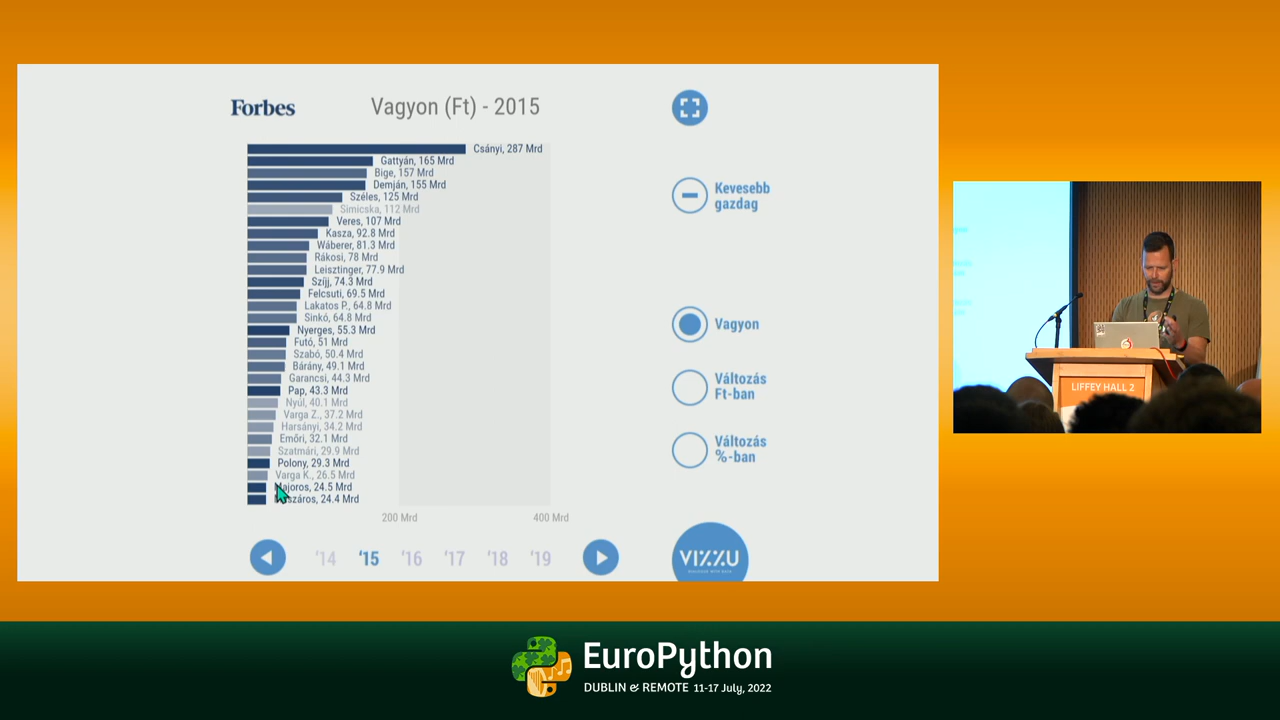 Forbes
Vagyon (Ft) - 2015
Csányi, 287 Mrd
Gattyán, 165 Mrd
Bige, 157 Mrd
Demján, 155 Mrd
Széles, 125 Mrd
Simicska, 112 Mrd
Veres, 107 Mrd
Kasza, 92.8 Mrd
Wáberer, 81.3 Mrd
Rákosi, 78 Mrd
Leisztinger, 77.9 Mrd
Szíjj, 74.3 Mrd
Felcsuti, 69.5 Mrd
Lakatos P., 64.8 Mrd
Sinkó, 64.8 Mrd
Nyerges, 55.3 Mrd
Futó, 51 Mrd
Szabó, 50.4 Mrd
Bárány, 49.1 Mrd
Garancsi, 44.3 Mrd
Pap, 43.3 Mrd
Nyúl, 40.1 Mrd
Varga Z., 37.2 Mrd
Harsányi, 34.2 Mrd
Emőri, 32.1 Mrd
Szatmári, 29.9 Mrd
Polony, 29.3 Mrd
Varga K., 26.5 Mrd
Majoros, 24.5 Mrd
Mészáros, 24.4 Mrd
200 Mrd
400 Mrd
'14
'15
'16
'17
'18
'19
Kevesebb
gazdag
Vagyon
Változás
Ft-ban
Változás
%-ban
VIZZU
LIFFEY HALL 2
EuroPython
DUBLIN & REMOTE 11-17 July, 2022